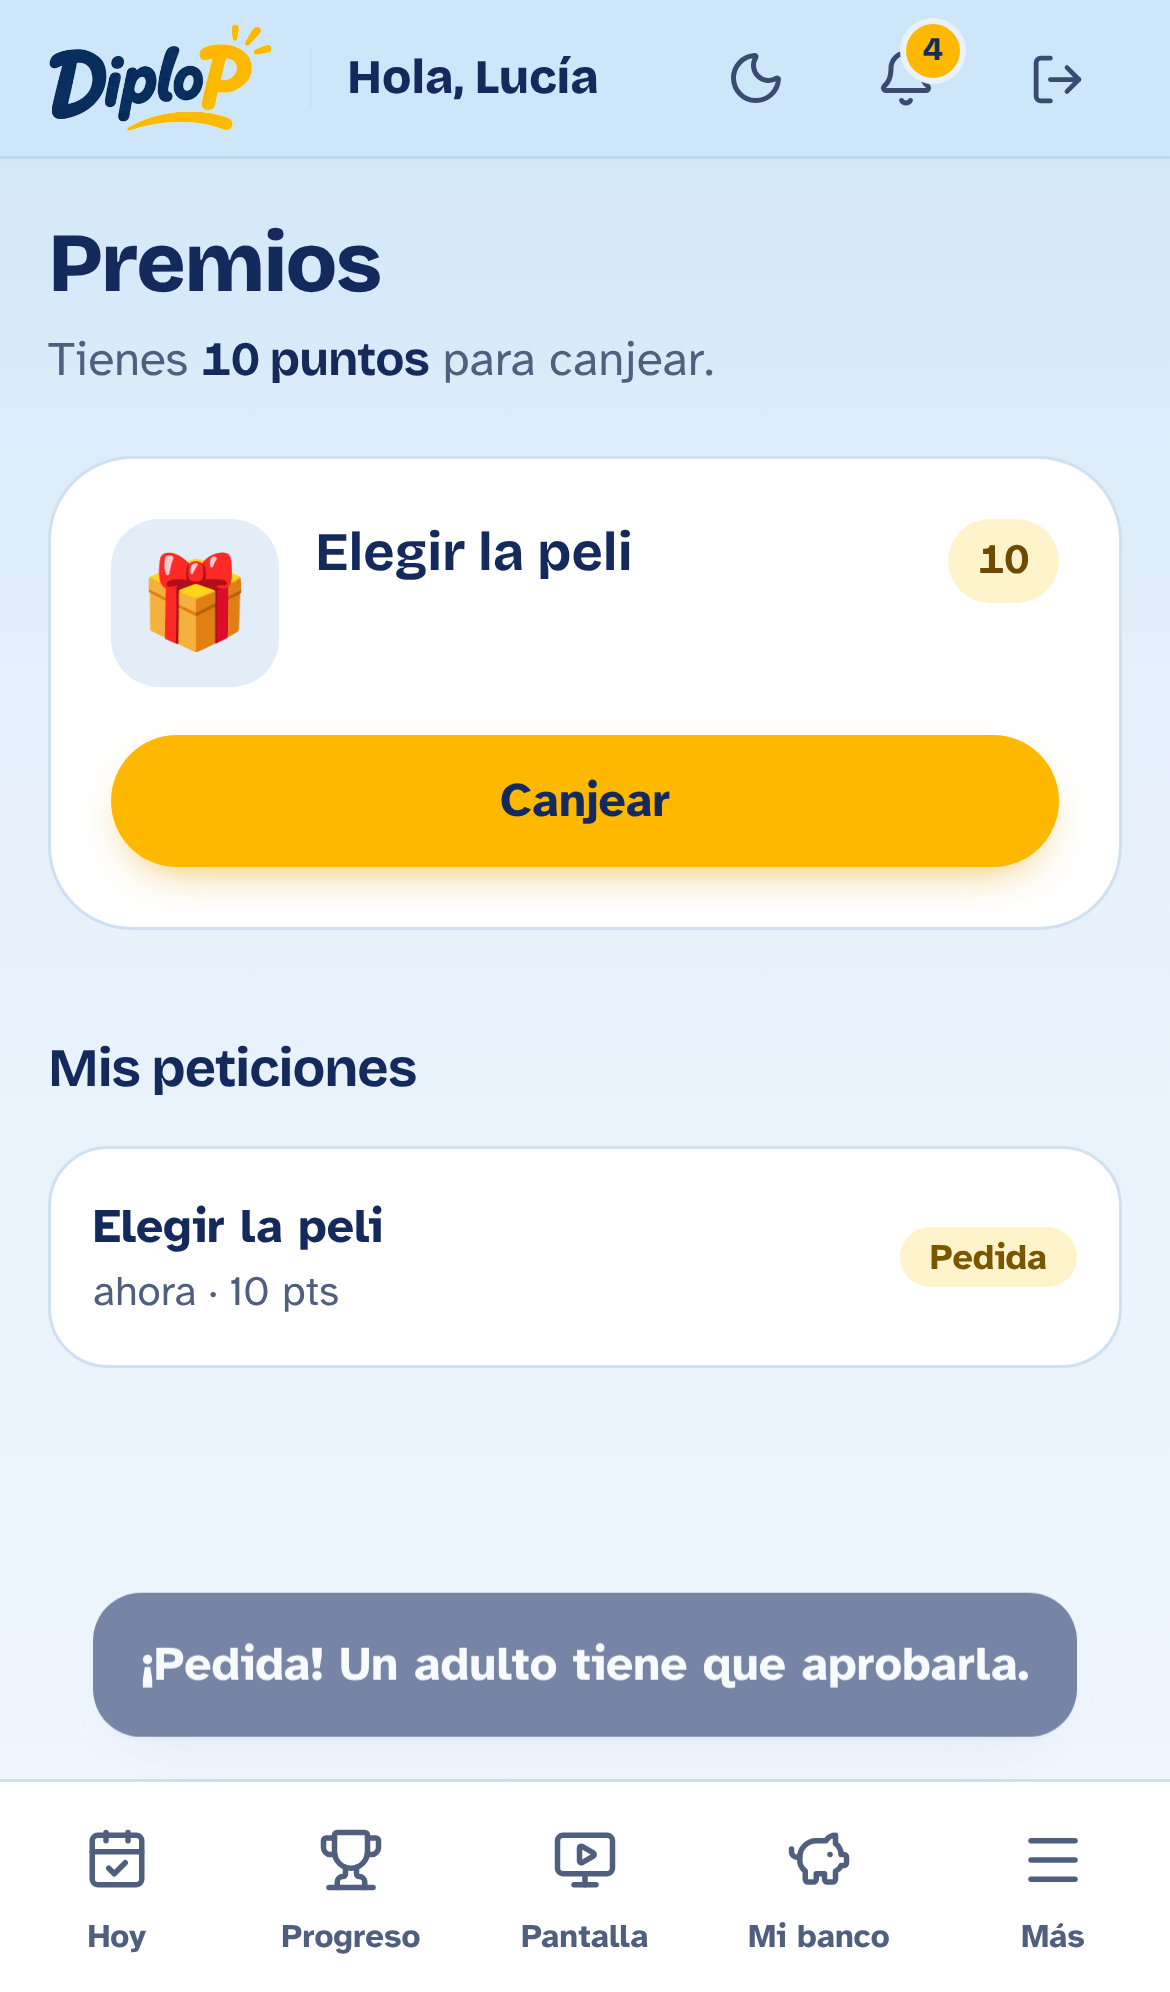 DiploP
Hola, Lucía
4
Premios
Tienes 10 puntos para canjear.
Elegir la peli
10
Canjear
Mis peticiones
Elegir la peli
ahora · 10 pts
Pedida
¡Pedida! Un adulto tiene que aprobarla.
Hoy
Progreso
Pantalla
Mi banco
Más